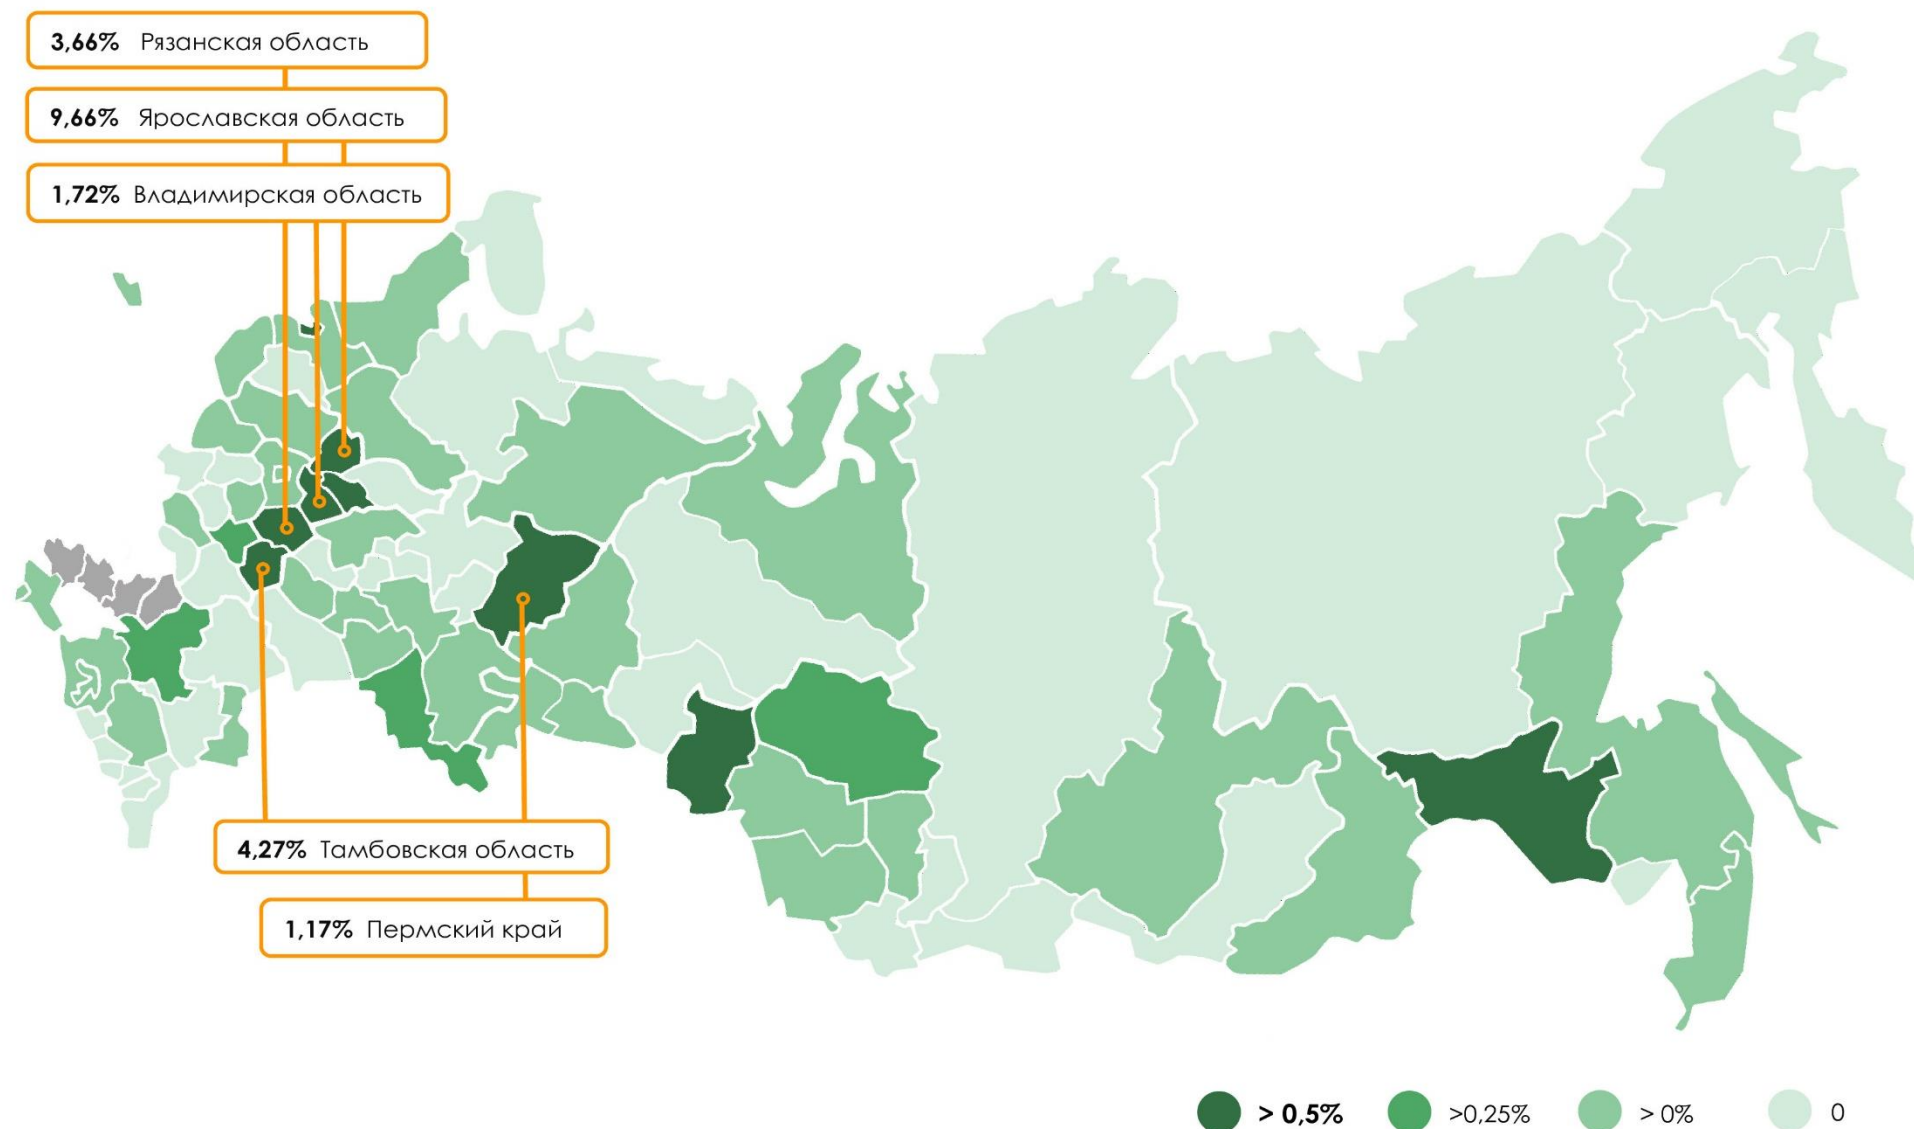 3,66% Рязанская область
9,66% Ярославская область
1,72% Владимирская область
4,27% Тамбовская область
1,17% Пермский край
> 0,5% >0,25% > 0% 0